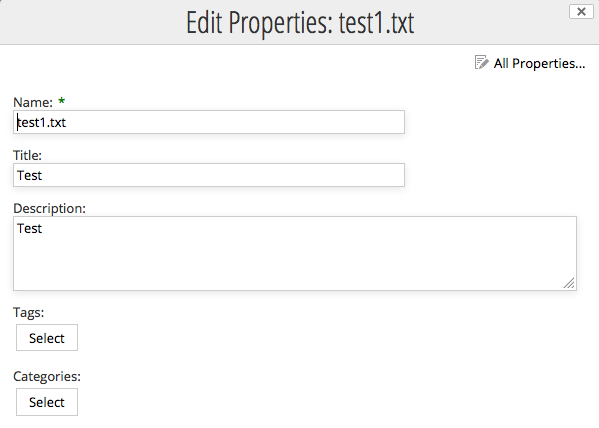 Edit Properties: test1.txt
All Properties...
Name: *
test1.txt
Title:
Test
Description:
Test
Tags:
Select
Categories:
Select